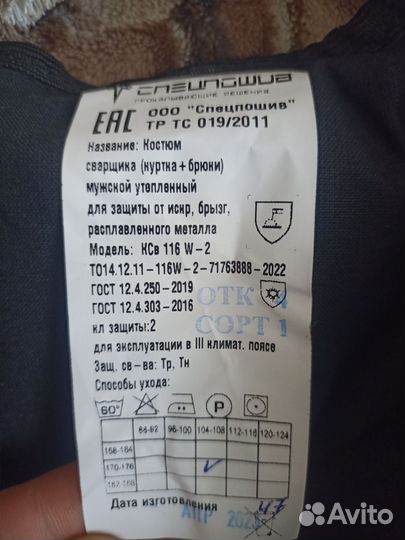 СПЕЦПОШИВ
ПРОКАЧИВАЮЩИЕ РЕШЕНИЯ
EAC ООО "Спецпошив"
ТР ТС 019/2011
Название: Костюм
сварщика (куртка+брюки)
мужской утепленный
для защиты от искр, брызг,
расплавленного металла
Модель: КСв 116 W-2
ТО14.12.11-116W-2-71763888-2022
ГОСТ 12.4.250-2019
ГОСТ 12.4.303-2016
ОТК
СОРТ 1
кл защиты:2
для эксплуатации в III климат. поясе
Защ. св-ва: Тр, Тн
Способы ухода:
60° P
88-92 96-100 104-108 112-116 120-124
158-164
170-176
182-188
Дата изготовления
АПР 2023
Avito